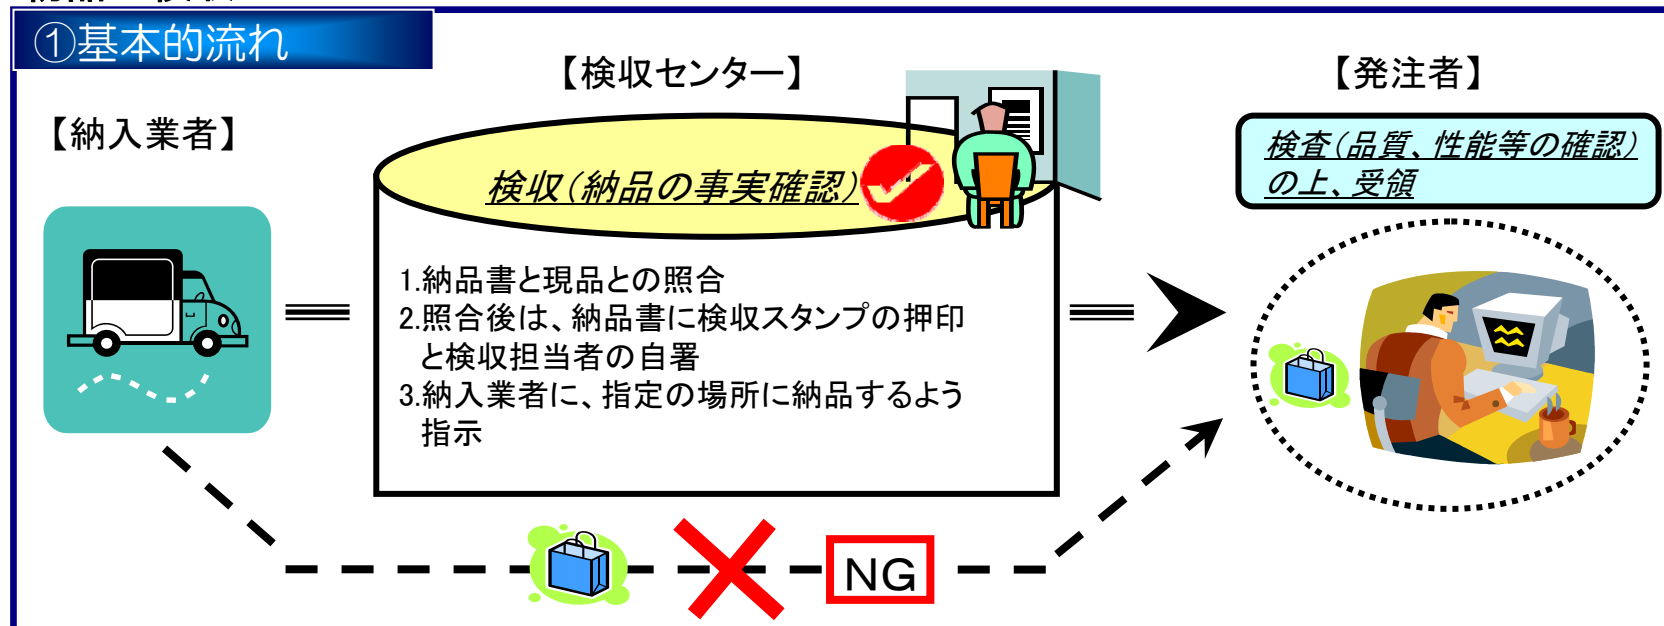 ①基本的流れ
【検収センター】
【発注者】
【納入業者】
検収（納品の事実確認）
検査（品質、性能等の確認）
の上、受領
1.納品書と現品との照合
2.照合後は、納品書に検収スタンプの押印
と検収担当者の自署
3.納入業者に、指定の場所に納品するよう
指示
NG